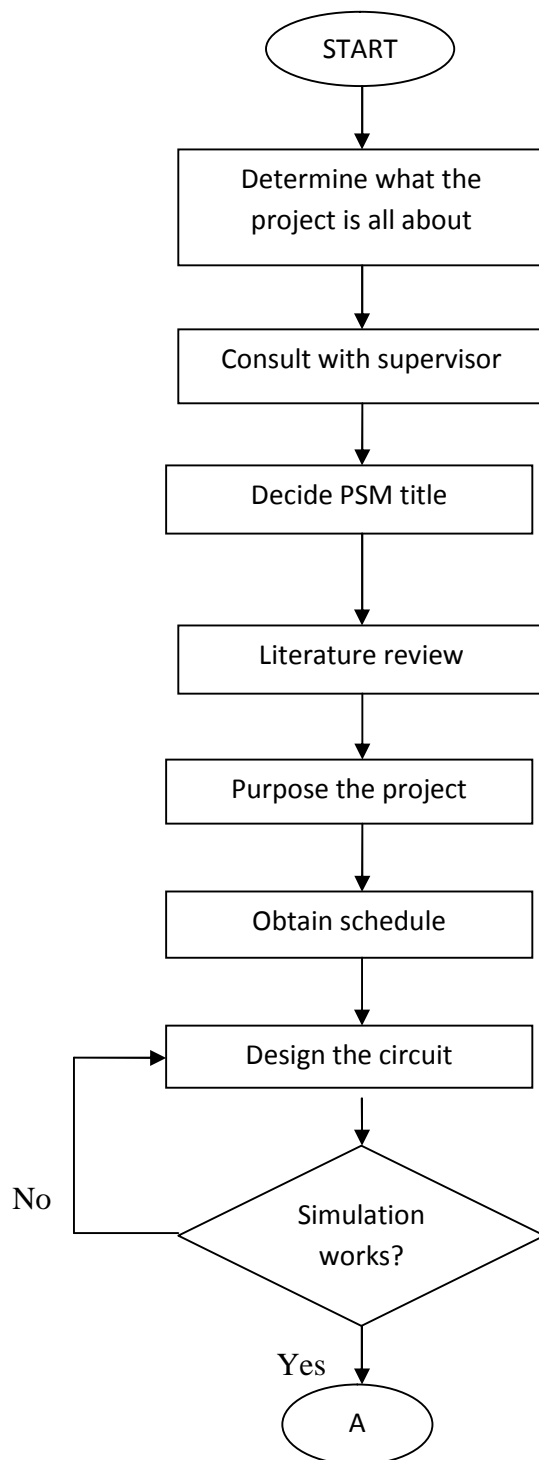 START
Determine what the
project is all about
Consult with supervisor
Decide PSM title
Literature review
Purpose the project
Obtain schedule
Design the circuit
No
Simulation
works?
Yes
A